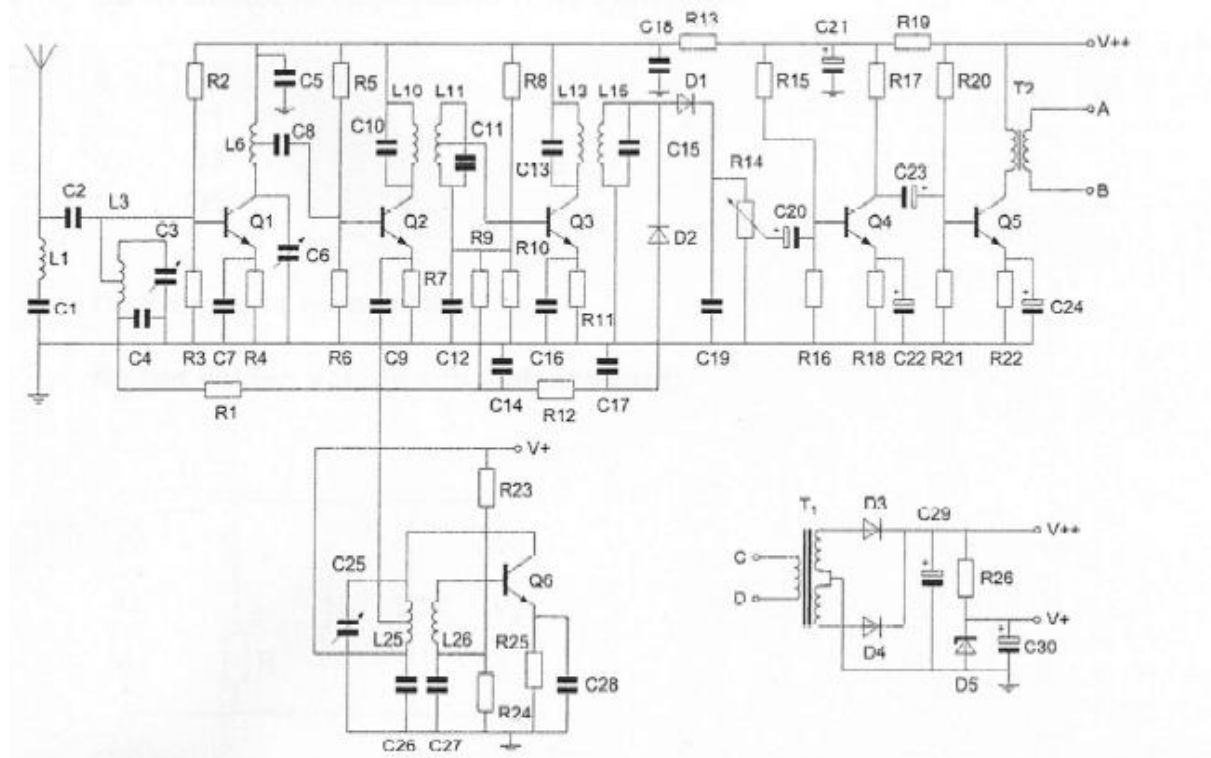 C18 R13 C21 R19
V++
R2 C5 R5 L10 L11 R8 L13 L15 D1 R15 R17 R20 T2
A
C8 C10 C11 C15
L6 C13 R14 C23
C2 L3 B
Q1 Q2 Q3 C20 Q4 Q5
C3 C6 R9 R10 D2
L1 R7
C1 R11 C24
C4 R3 C7 R4 R6 C9 C12 C16 C19 R16 R18 C22 R21 R22
R1 C14 R12 C17
V+
R23
T1 D3 C29 V++
C25 Q6 C
R26
D
L25 L26 R25 V+
D4 C30
C28 D5
R24
C26 C27